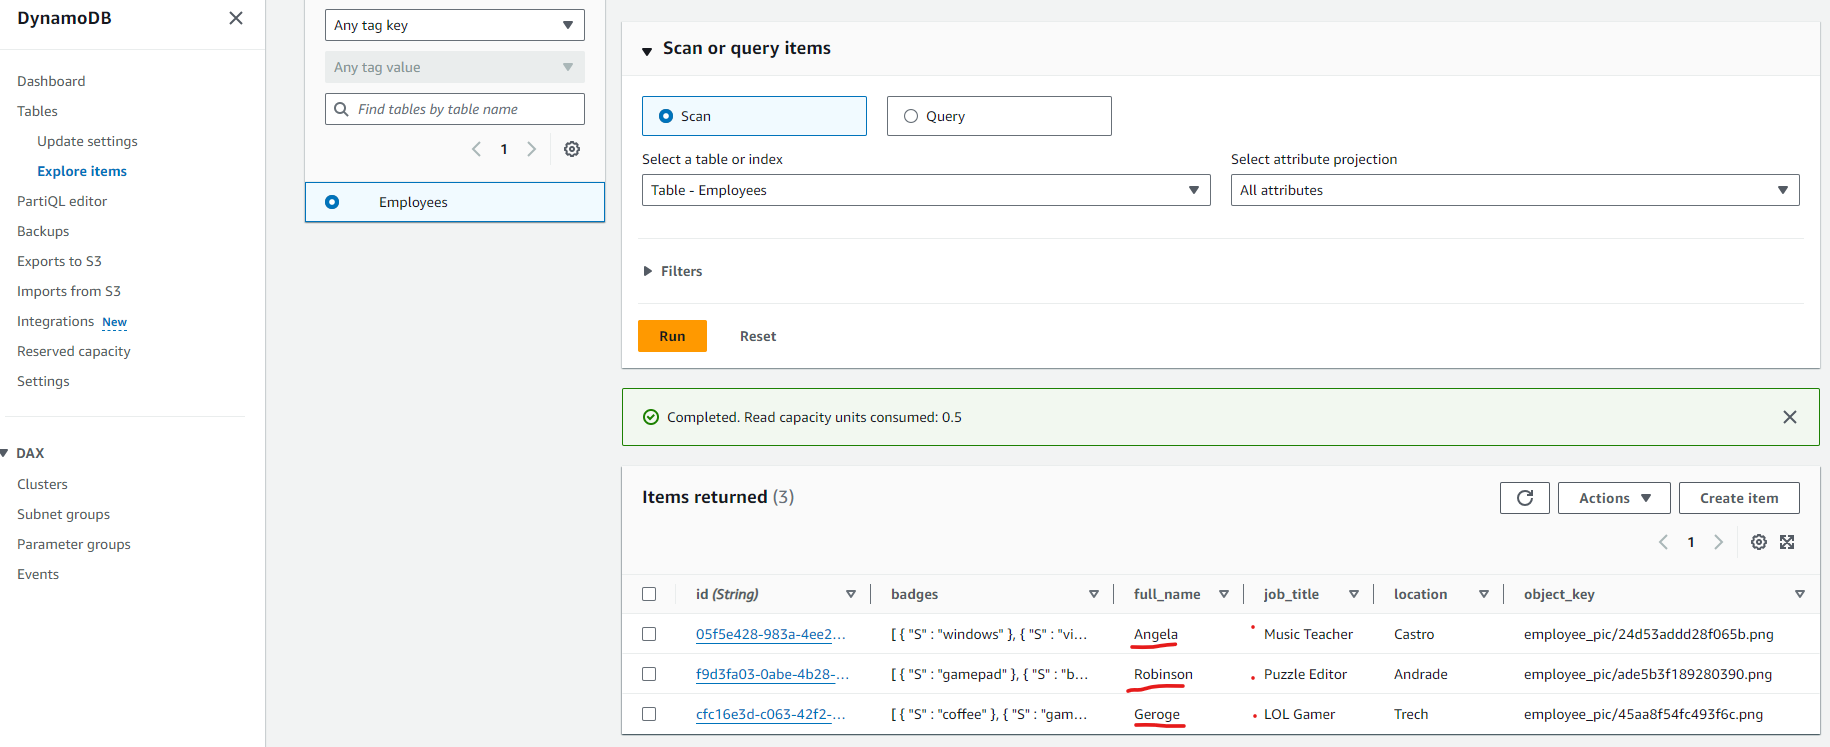 DynamoDB
Dashboard
Tables
Update settings
Explore items
PartiQL editor
Backups
Exports to S3
Imports from S3
Integrations New
Reserved capacity
Settings
DAX
Clusters
Subnet groups
Parameter groups
Events
Any tag key
Any tag value
Find tables by table name
1
Employees
Scan or query items
Scan Query
Select a table or index Select attribute projection
Table - Employees All attributes
Filters
Run Reset
Completed. Read capacity units consumed: 0.5
Items returned (3) Actions Create item
1
id (String) badges full_name job_title location object_key
05f5e428-983a-4ee2... [ { "S" : "windows" }, { "S" : "vi... Angela Music Teacher Castro employee_pic/24d53addd28f065b.png
f9d3fa03-0abe-4b28-... [ { "S" : "gamepad" }, { "S" : "b... Robinson Puzzle Editor Andrade employee_pic/ade5b3f189280390.png
cfc16e3d-c063-42f2-... [ { "S" : "coffee" }, { "S" : "gam... Geroge LOL Gamer Trech employee_pic/45aa8f54fc493f6c.png